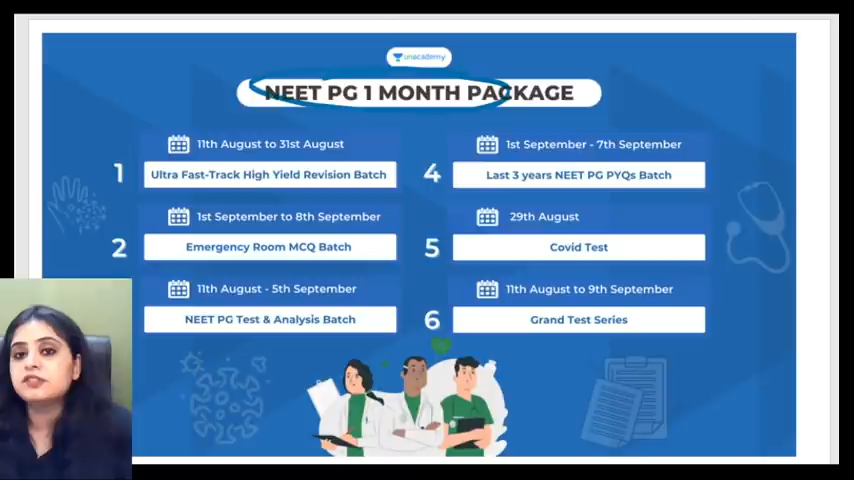 unacademy
NEET PG 1 MONTH PACKAGE
1
11th August to 31st August
Ultra Fast-Track High Yield Revision Batch
2
1st September to 8th September
Emergency Room MCQ Batch
11th August - 5th September
NEET PG Test & Analysis Batch
4
1st September - 7th September
Last 3 years NEET PG PYQs Batch
5
29th August
Covid Test
6
11th August to 9th September
Grand Test Series